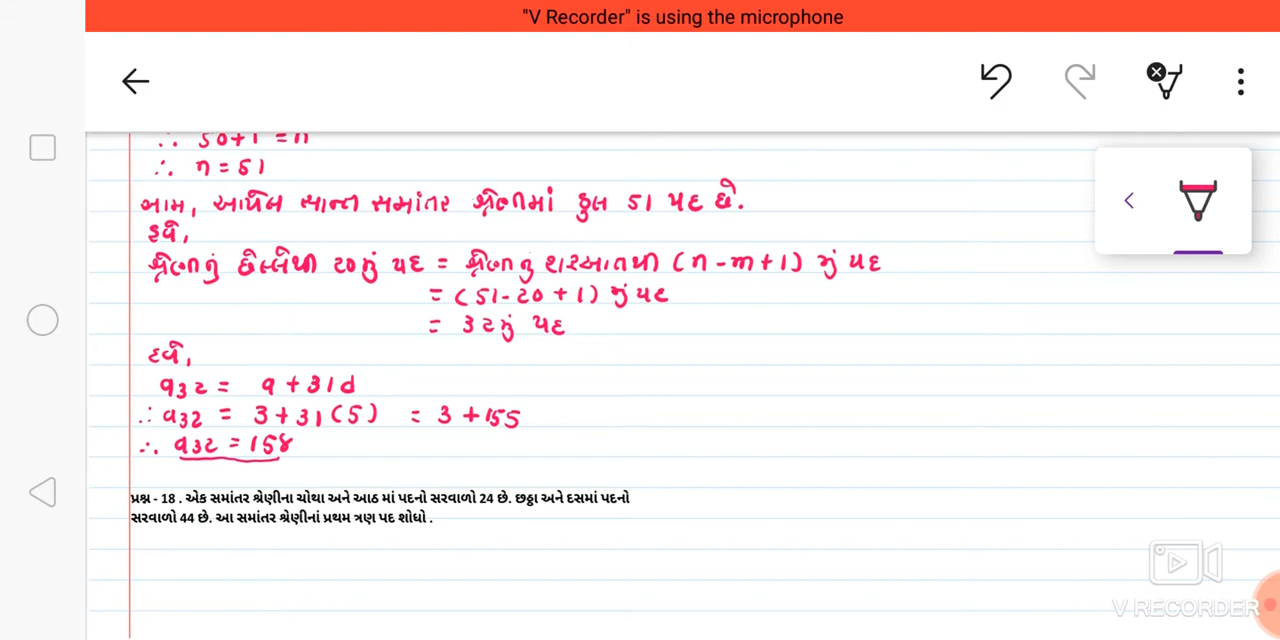 "V Recorder" is using the microphone
∴ 50+1 = n
∴ n = 51
આમ, આપેલ સાન્ત સમાંતર શ્રેણીમાં કુલ 51 પદ છે.
હવે,
શ્રેણીનું છેલ્લેથી 20મું પદ = શ્રેણીનું શરૂઆતથી (n-m+1) મું પદ
= (51-20+1) મું પદ
= 32મું પદ
હવે,
a32 = a + 31d
∴ a32 = 3 + 31(5) = 3 + 155
∴ a32 = 158
પ્રશ્ન - 18 . એક સમાંતર શ્રેણીના ચોથા અને આઠ માં પદનો સરવાળો 24 છે. છઠ્ઠા અને દસમાં પદનો
સરવાળો 44 છે. આ સમાંતર શ્રેણીનાં પ્રથમ ત્રણ પદ શોધો .
V RECORDER